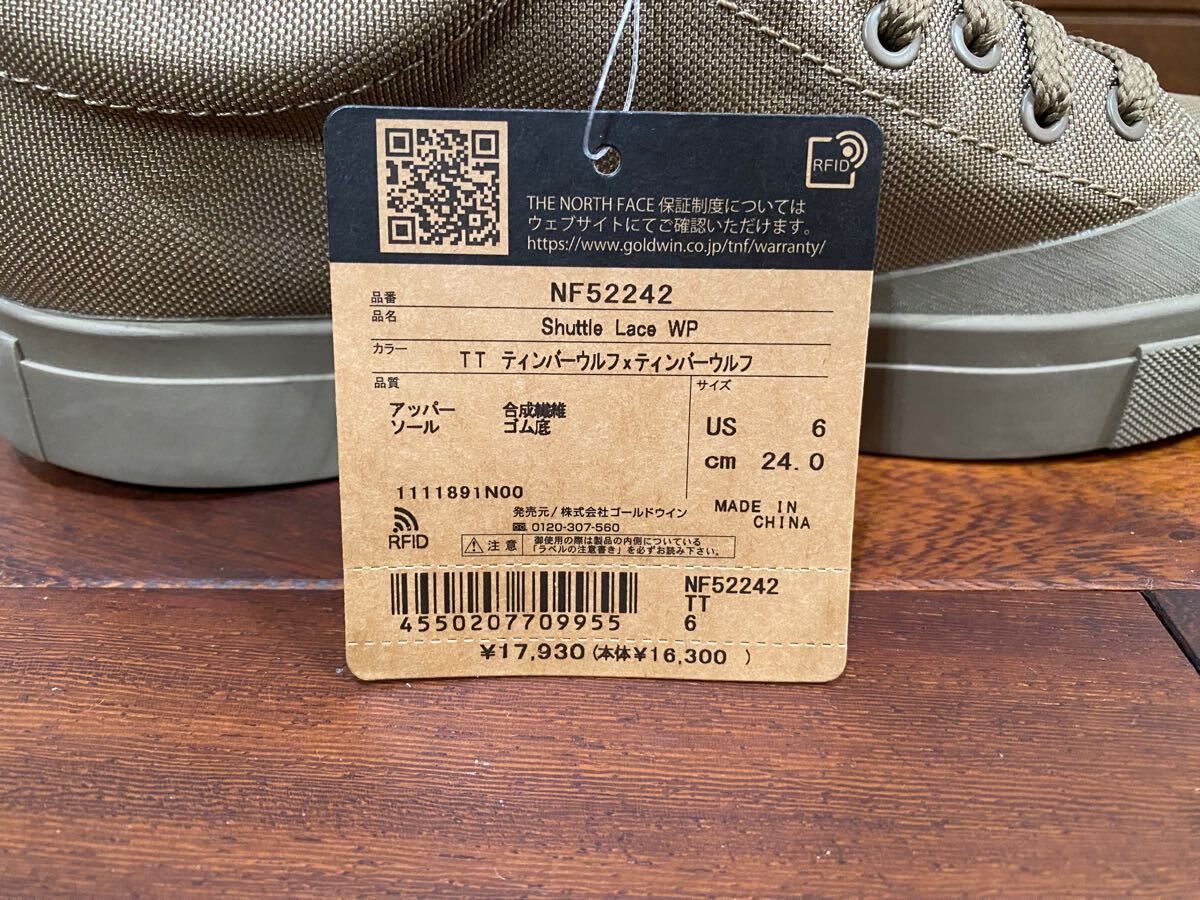 RFID
THE NORTH FACE 保証制度については
ウェブサイトにてご確認いただけます。
https://www.goldwin.co.jp/tnf/warranty/
品番 NF52242
品名 Shuttle Lace WP
カラー TT ティンバーウルフxティンバーウルフ
品質
アッパー 合成繊維
ソール ゴム底
サイズ
US 6
cm 24.0
1111891N00
RFID
発売元/株式会社ゴールドウイン
0120-307-560
MADE IN
CHINA
注意 御使用の際は製品の内側についている
「ラベルの注意書き」を必ずお読み下さい。
4550207709955
NF52242
TT
6
¥17,930 (本体¥16,300 )